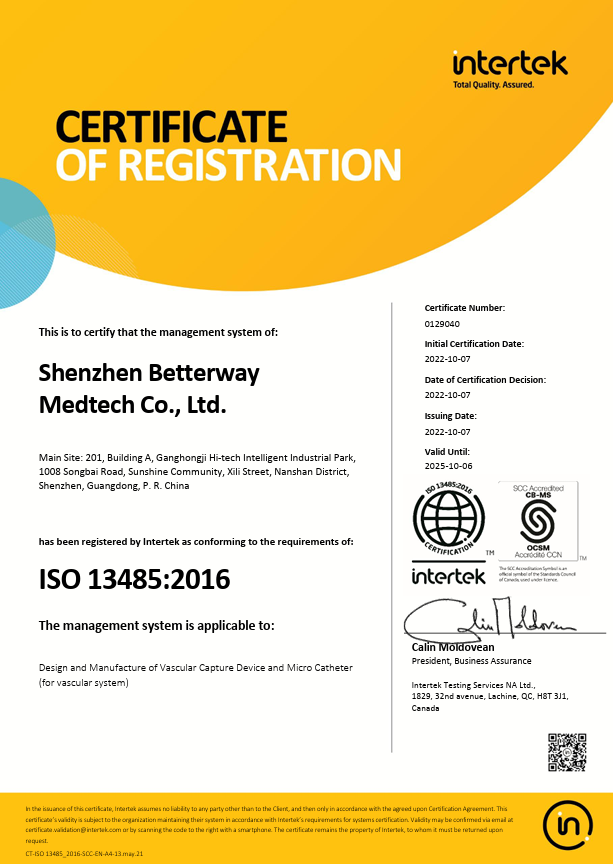 intertek
Total Quality. Assured.
CERTIFICATE
OF REGISTRATION
This is to certify that the management system of:
Shenzhen Betterway
Medtech Co., Ltd.
Main Site: 201, Building A, Ganghongji Hi-tech Intelligent Industrial Park,
1008 Songbai Road, Sunshine Community, Xili Street, Nanshan District,
Shenzhen, Guangdong, P. R. China
has been registered by Intertek as conforming to the requirements of:
ISO 13485:2016
The management system is applicable to:
Design and Manufacture of Vascular Capture Device and Micro Catheter
(for vascular system)
Certificate Number:
0129040
Initial Certification Date:
2022-10-07
Date of Certification Decision:
2022-10-07
Issuing Date:
2022-10-07
Valid Until:
2025-10-06
ISO 13485:2016
CERTIFICATION
TM
intertek
SCC Accredited
CB-MS
OCSM
Accrédité CCN
TM
The SCC Accreditation Symbol is an
official symbol of the Standards Council
of Canada, used under licence.
Calin Moldovean
Calin Moldovean
President, Business Assurance
Intertek Testing Services NA Ltd.,
1829, 32nd avenue, Lachine, QC, H8T 3J1,
Canada
In the issuance of this certificate, Intertek assumes no liability to any party other than to the Client, and then only in accordance with the agreed upon Certification Agreement. This
certificate's validity is subject to the organization maintaining their system in accordance with Intertek's requirements for systems certification. Validity may be confirmed via email at
certificate.validation@intertek.com or by scanning the code to the right with a smartphone. The certificate remains the property of Intertek, to whom it must be returned upon
request.
CT-ISO 13485_2016-SCC-EN-A4-13.may.21
in